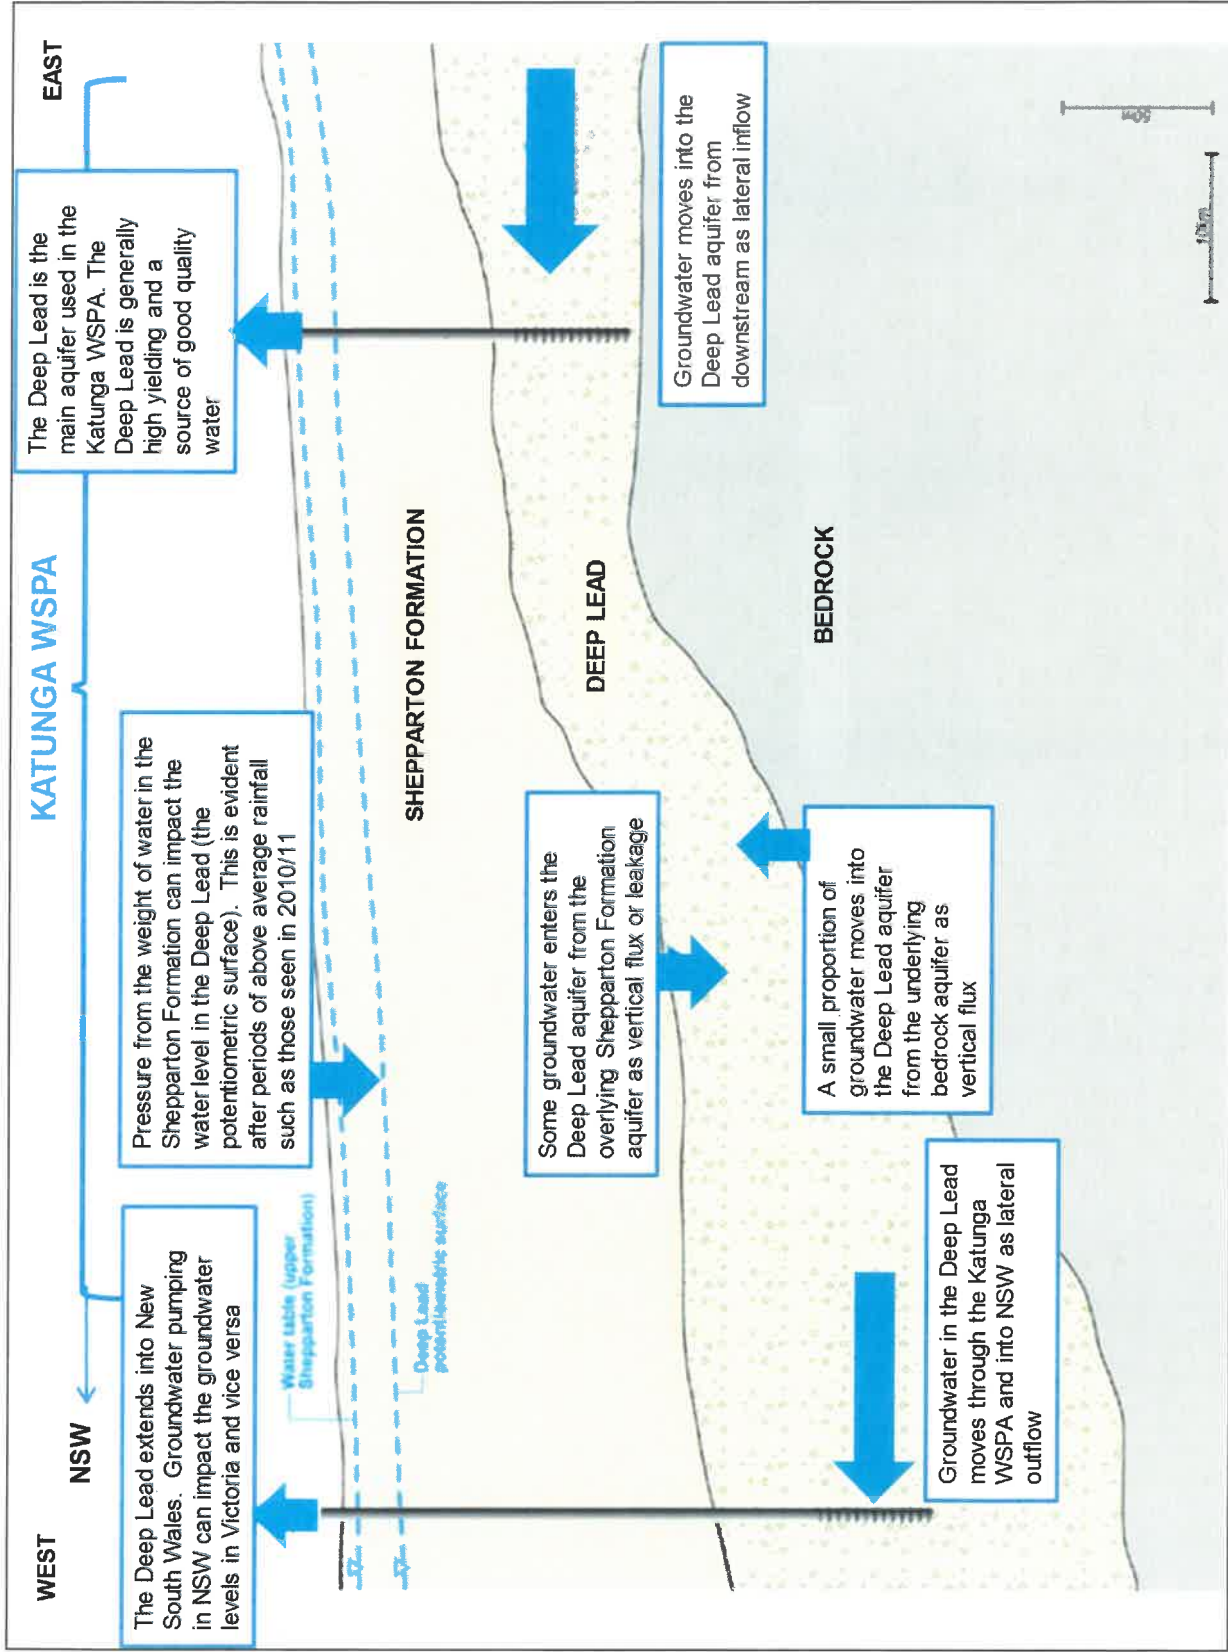 KATUNGA WSPA
WEST
NSW
EAST
The Deep Lead extends into New
South Wales. Groundwater pumping
in NSW can impact the groundwater
levels in Victoria and vice versa
Pressure from the weight of water in the
Shepparton Formation can impact the
water level in the Deep Lead (the
potentiometric surface). This is evident
after periods of above average rainfall
such as those seen in 2010/11
The Deep Lead is the
main aquifer used in the
Katunga WSPA. The
Deep Lead is generally
high yielding and a
source of good quality
water
Water table (upper
Shepparton Formation)
Deep Lead
potentiometric surface
SHEPPARTON FORMATION
Some groundwater enters the
Deep Lead aquifer from the
overlying Shepparton Formation
aquifer as vertical flux or leakage
DEEP LEAD
Groundwater moves into the
Deep Lead aquifer from
downstream as lateral inflow
A small proportion of
groundwater moves into
the Deep Lead aquifer
from the underlying
bedrock aquifer as
vertical flux
BEDROCK
Groundwater in the Deep Lead
moves through the Katunga
WSPA and into NSW as lateral
outflow